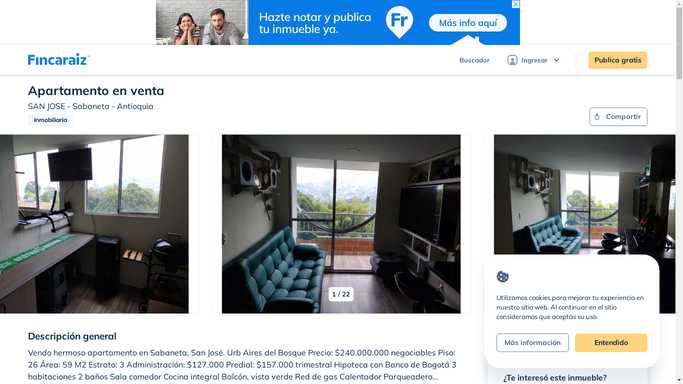 Hazte notar y publica
tu inmueble ya.
Fr
Más info aquí
Fincaraiz
Buscador
Ingresar
Publica gratis
Apartamento en venta
SAN JOSE - Sabaneta - Antioquia
Inmobiliaria
Compartir
1 / 22
Utilizamos cookies para mejorar tu experiencia en
nuestro sitio web. Al continuar en el sitio
consideramos que aceptas su uso.
Más información
Entendido
Descripción general
Vendo hermoso apartamento en Sabaneta, San José. Urb Aires del Bosque Precio: $240.000.000 negociables Piso:
26 Área: 59 M2 Estrato: 3 Administración: $127.000 Predial: $157.000 trimestral Hipoteca con Banco de Bogotá 3
habitaciones 2 baños Sala comedor Cocina integral Balcón, vista verde Red de gas Calentador Parqueadero...
¿Te interesó este inmueble?